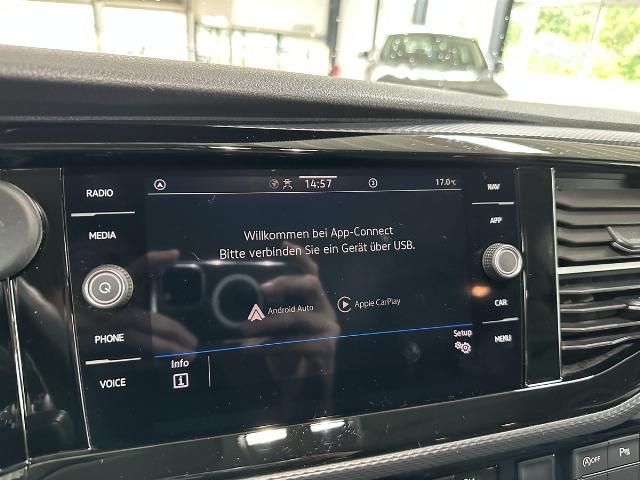 RADIO
MEDIA
PHONE
VOICE
14:57
17.0°C
Willkommen bei App-Connect
Bitte verbinden Sie ein Gerät über USB.
Android Auto
Apple CarPlay
Info
Setup
NAV
APP
CAR
MENU
OFF